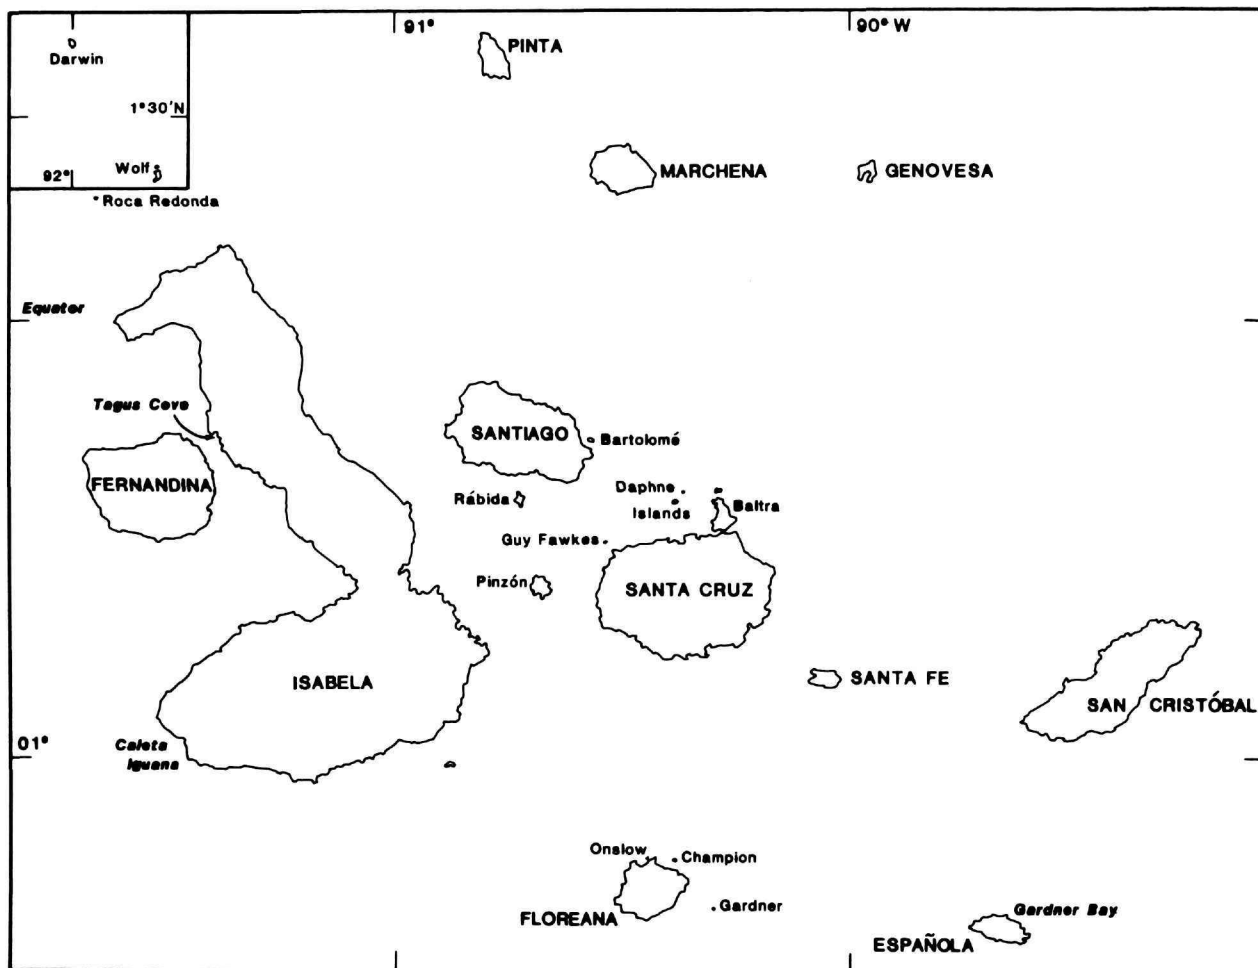 91°
90° W
PINTA
Darwin
1°30'N
Wolf
92°
Roca Redonda
MARCHENA
GENOVESA
Equator
Tagus Cove
SANTIAGO
Bartolomé
FERNANDINA
Rábida
Daphne
Islands
Baltra
Guy Fawkes
Pinzón
SANTA CRUZ
ISABELA
SANTA FE
SAN CRISTÓBAL
01°
Caleta
Iguana
Onslow
Champion
Gardner
FLOREANA
Gardner Bay
ESPAÑOLA